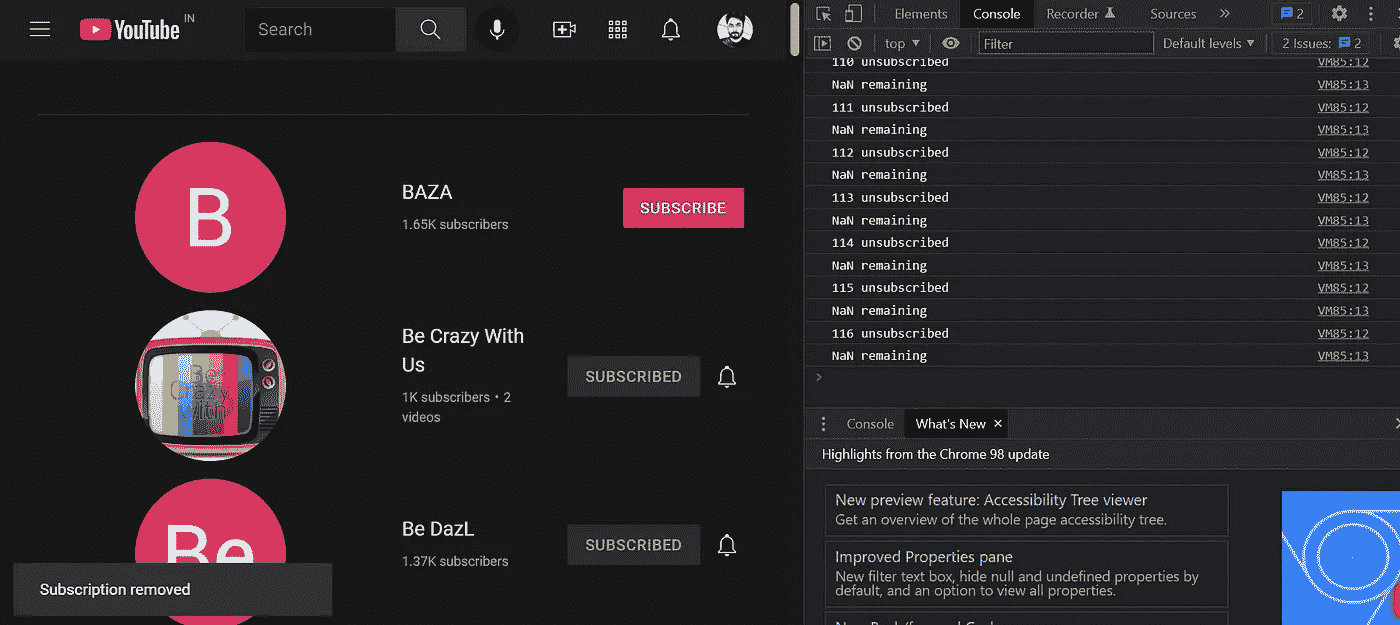 YouTube IN
Search
B
BAZA
1.65K subscribers
SUBSCRIBE
Be Crazy With
Us
1K subscribers • 2
videos
SUBSCRIBED
Be
Crazy
With
Be
Be DazL
1.37K subscribers
SUBSCRIBED
Subscription removed
Elements Console Recorder Sources » 2
top ▼ Filter Default levels ▼ 2 Issues: 2
110 unsubscribed VM85:12
NaN remaining VM85:13
111 unsubscribed VM85:12
NaN remaining VM85:13
112 unsubscribed VM85:12
NaN remaining VM85:13
113 unsubscribed VM85:12
NaN remaining VM85:13
114 unsubscribed VM85:12
NaN remaining VM85:13
115 unsubscribed VM85:12
NaN remaining VM85:13
116 unsubscribed VM85:12
NaN remaining VM85:13
>
Console What's New ×
Highlights from the Chrome 98 update
New preview feature: Accessibility Tree viewer
Get an overview of the whole page accessibility tree.
Improved Properties pane
New filter text box, hide null and undefined properties by
default, and an option to view all properties.